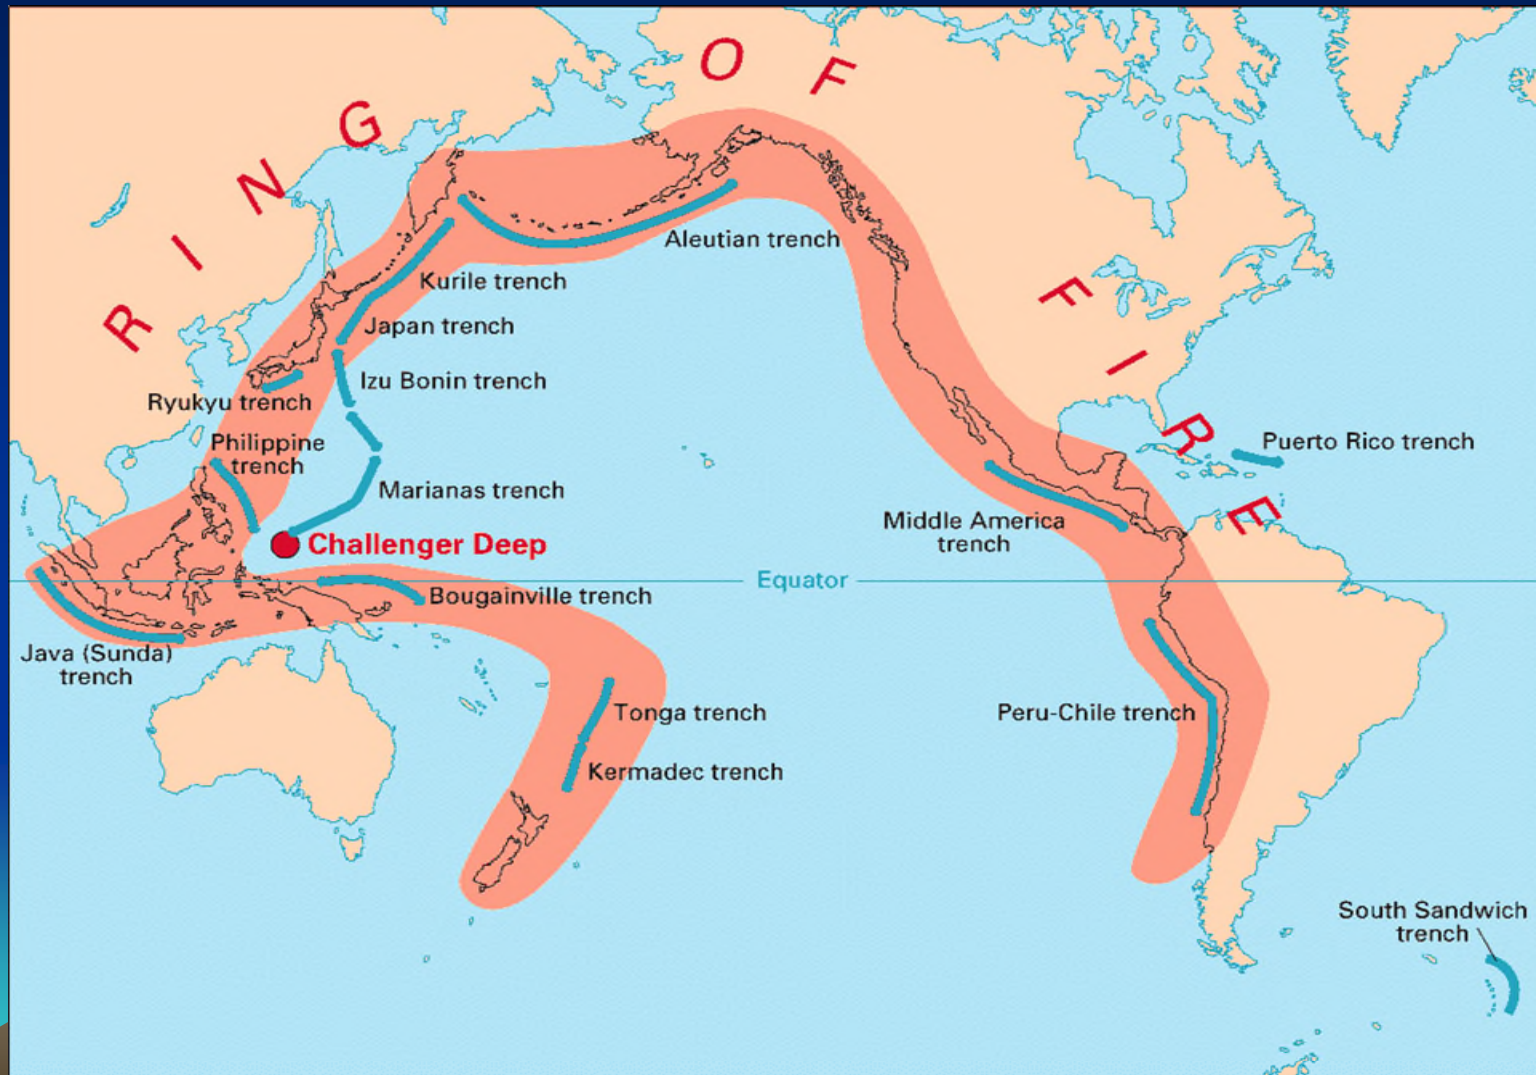 RING OF FIRE
Aleutian trench
Kurile trench
Japan trench
Izu Bonin trench
Ryukyu trench
Philippine
trench
Marianas trench
Challenger Deep
Equator
Bougainville trench
Java (Sunda)
trench
Tonga trench
Kermadec trench
Puerto Rico trench
Middle America
trench
Peru-Chile trench
South Sandwich
trench